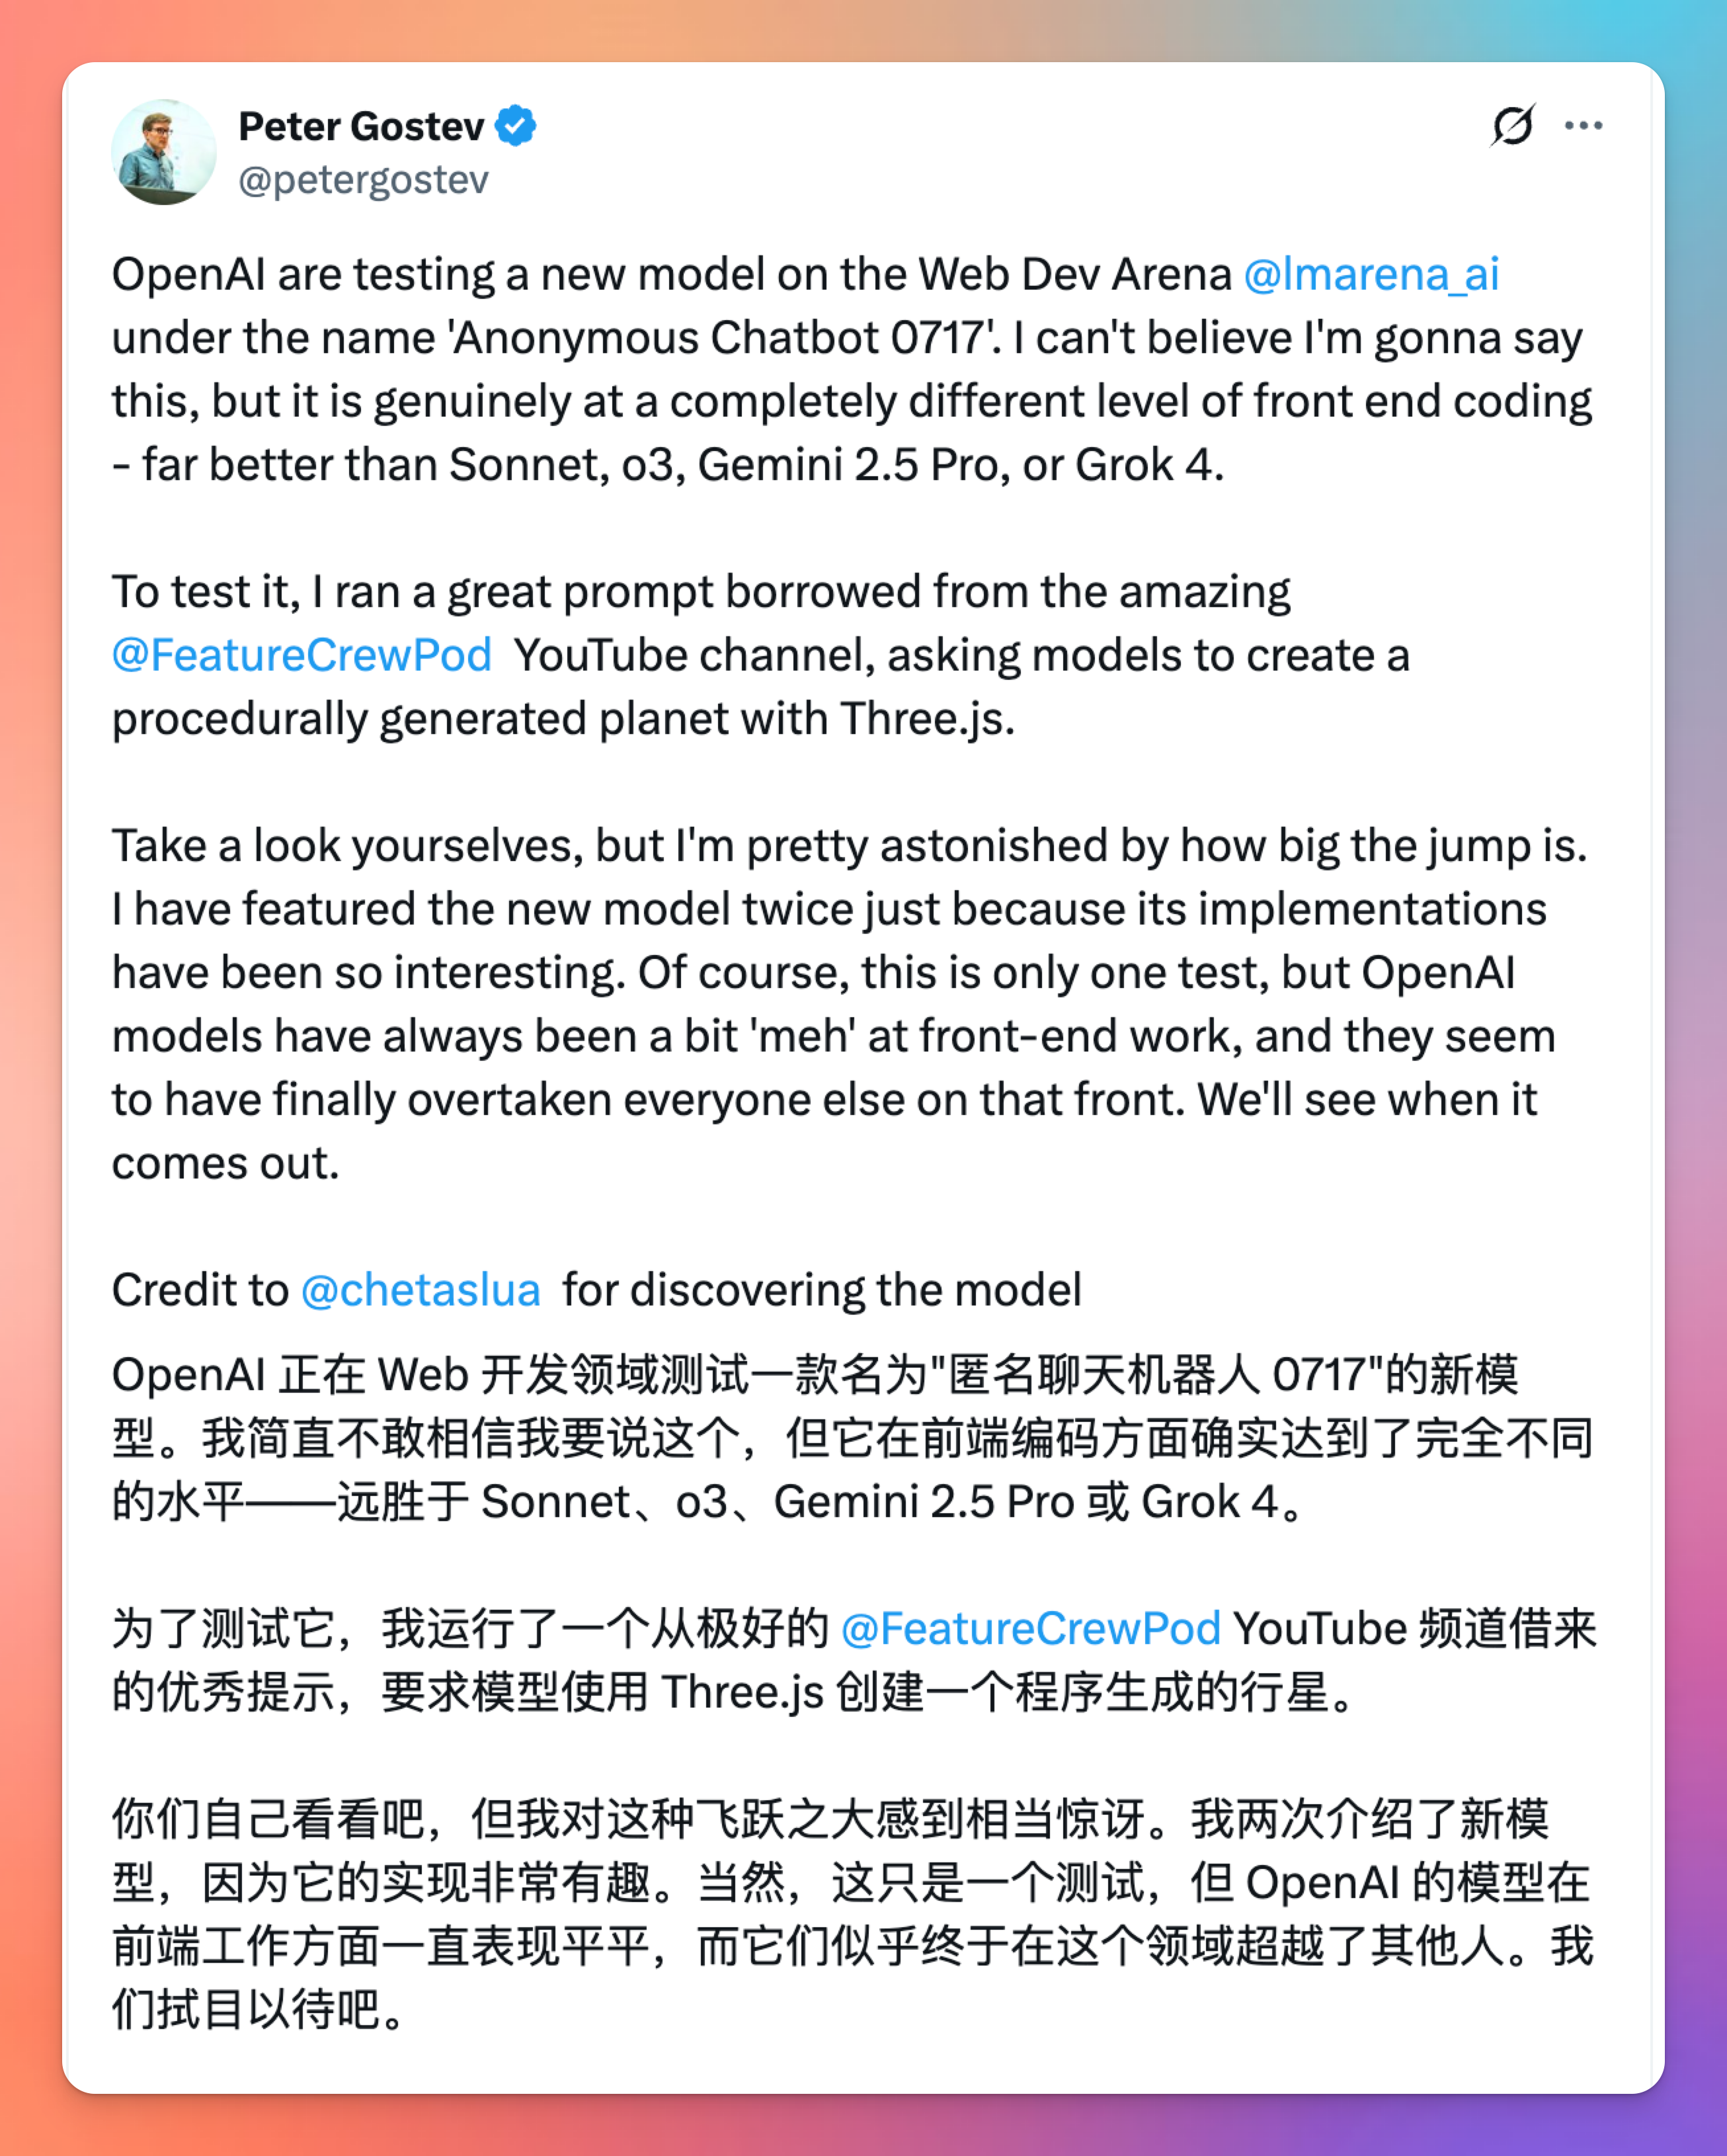 Peter Gostev
@petergostev
OpenAI are testing a new model on the Web Dev Arena @lmarena_ai
under the name 'Anonymous Chatbot 0717'. I can't believe I'm gonna say
this, but it is genuinely at a completely different level of front end coding
- far better than Sonnet, o3, Gemini 2.5 Pro, or Grok 4.
To test it, I ran a great prompt borrowed from the amazing
@FeatureCrewPod YouTube channel, asking models to create a
procedurally generated planet with Three.js.
Take a look yourselves, but I'm pretty astonished by how big the jump is.
I have featured the new model twice just because its implementations
have been so interesting. Of course, this is only one test, but OpenAI
models have always been a bit 'meh' at front-end work, and they seem
to have finally overtaken everyone else on that front. We'll see when it
comes out.
Credit to @chetaslua for discovering the model
OpenAI 正在 Web 开发领域测试一款名为"匿名聊天机器人 0717"的新模
型。我简直不敢相信我要说这个，但它在前端编码方面确实达到了完全不同
的水平——远胜于 Sonnet、o3、Gemini 2.5 Pro 或 Grok 4。
为了测试它，我运行了一个从极好的 @FeatureCrewPod YouTube 频道借来
的优秀提示，要求模型使用 Three.js 创建一个程序生成的行星。
你们自己看看吧，但我对这种飞跃之大感到相当惊讶。我两次介绍了新模
型，因为它的实现非常有趣。当然，这只是一个测试，但 OpenAI 的模型在
前端工作方面一直表现平平，而它们似乎终于在这个领域超越了其他人。我
们拭目以待吧。